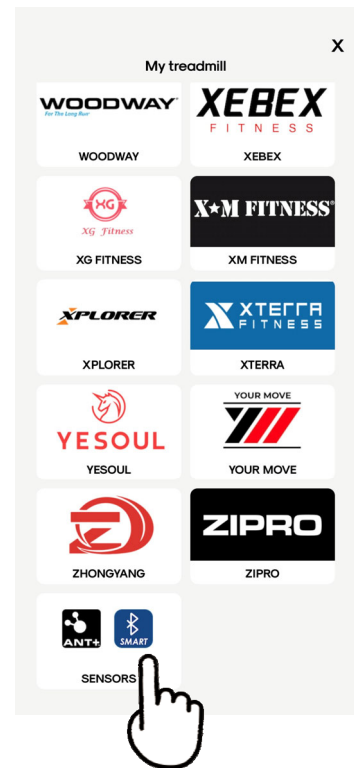 X
My treadmill
WOODWAY
For The Long Run
WOODWAY
XEBEX
FITNESS
XEBEX
XG
XG Fitness
XG FITNESS
X★M FITNESS
XM FITNESS
XPLORER
XPLORER
XTERRA
FITNESS
XTERRA
YESOUL
YESOUL
YOUR MOVE
YOUR MOVE
ZHONGYANG
ZIPRO
ZIPRO
ANT+
SMART
SENSORS